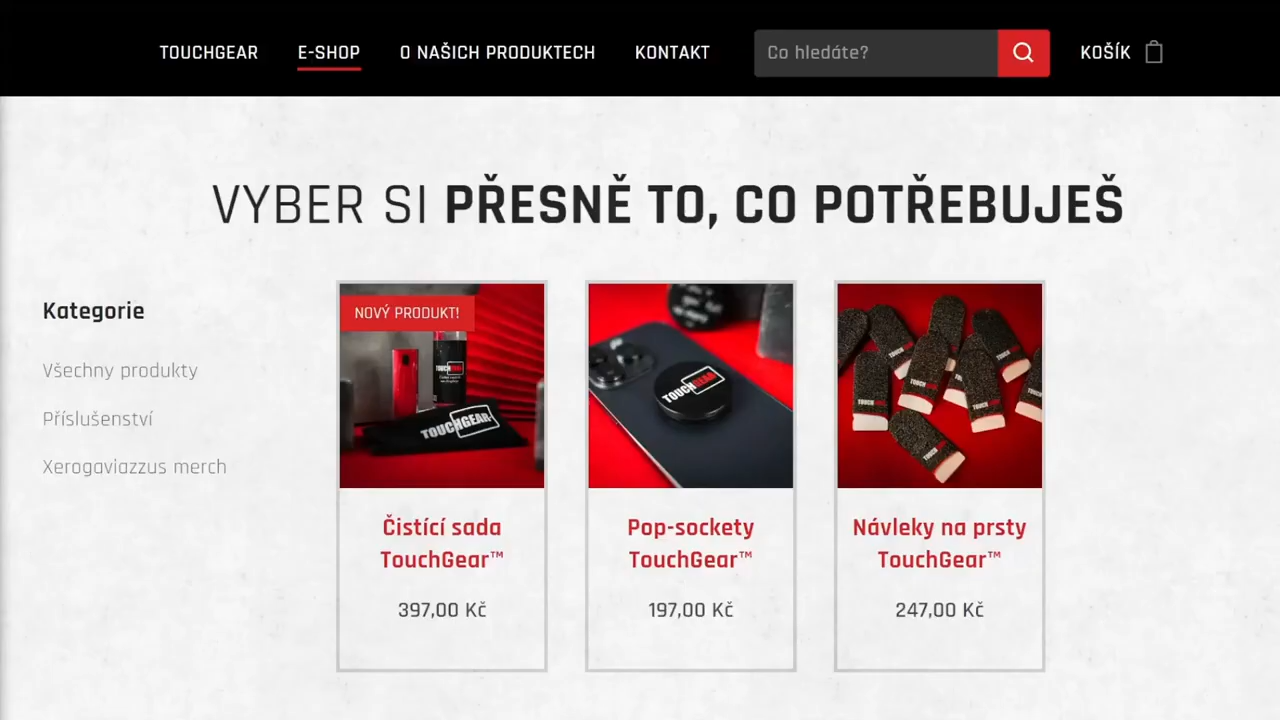 TOUCHGEAR E-SHOP O NAŠICH PRODUKTECH KONTAKT Co hledáte? KOŠÍK
VYBER SI PŘESNĚ TO, CO POTŘEBUJEŠ
Kategorie
Všechny produkty
Příslušenství
Xerogaviazzus merch
NOVÝ PRODUKT!
TOUCHGEAR
Čistící sada
TouchGear™
397,00 Kč
TOUCHGEAR
Pop-sockety
TouchGear™
197,00 Kč
Návleky na prsty
TouchGear™
247,00 Kč